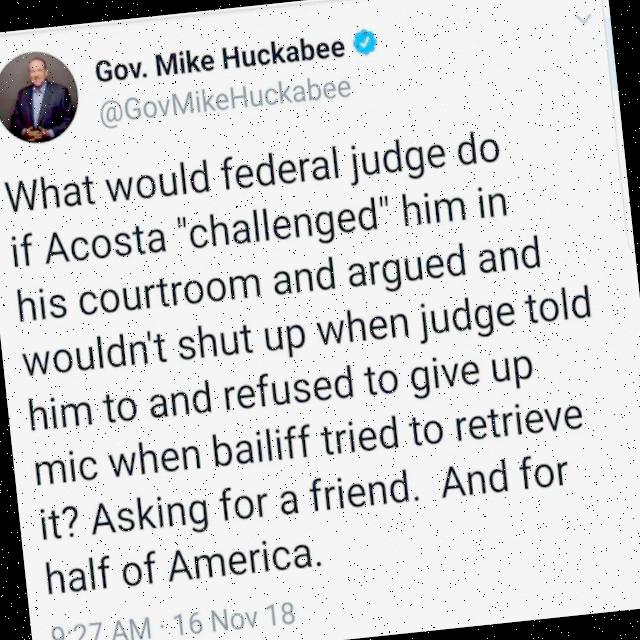 Gov. Mike Huckabee
@GovMikeHuckabee
What would federal judge do
if Acosta "challenged" him in
his courtroom and argued and
wouldn't shut up when judge told
him to and refused to give up
mic when bailiff tried to retrieve
it? Asking for a friend.  And for
half of America.
9:27 AM · 16 Nov 18